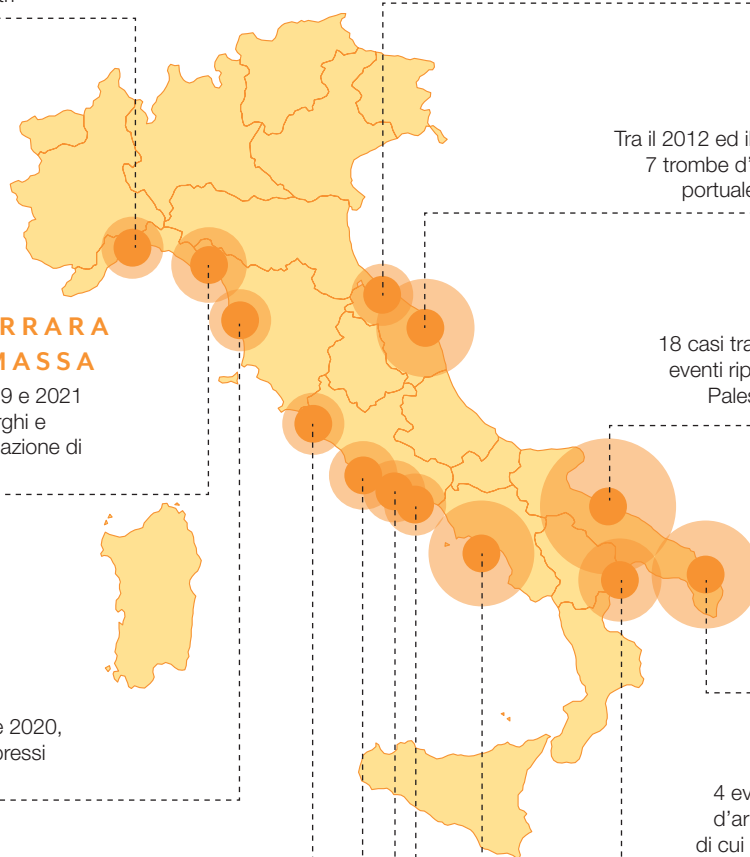 Tra il 2012 ed i
7 trombe d'
portuale
RRARA
MASSA
9 e 2021
rghi e
azione di
18 casi tra
eventi rip
Pales
e 2020,
pressi
4 ev
d'ar
di cui